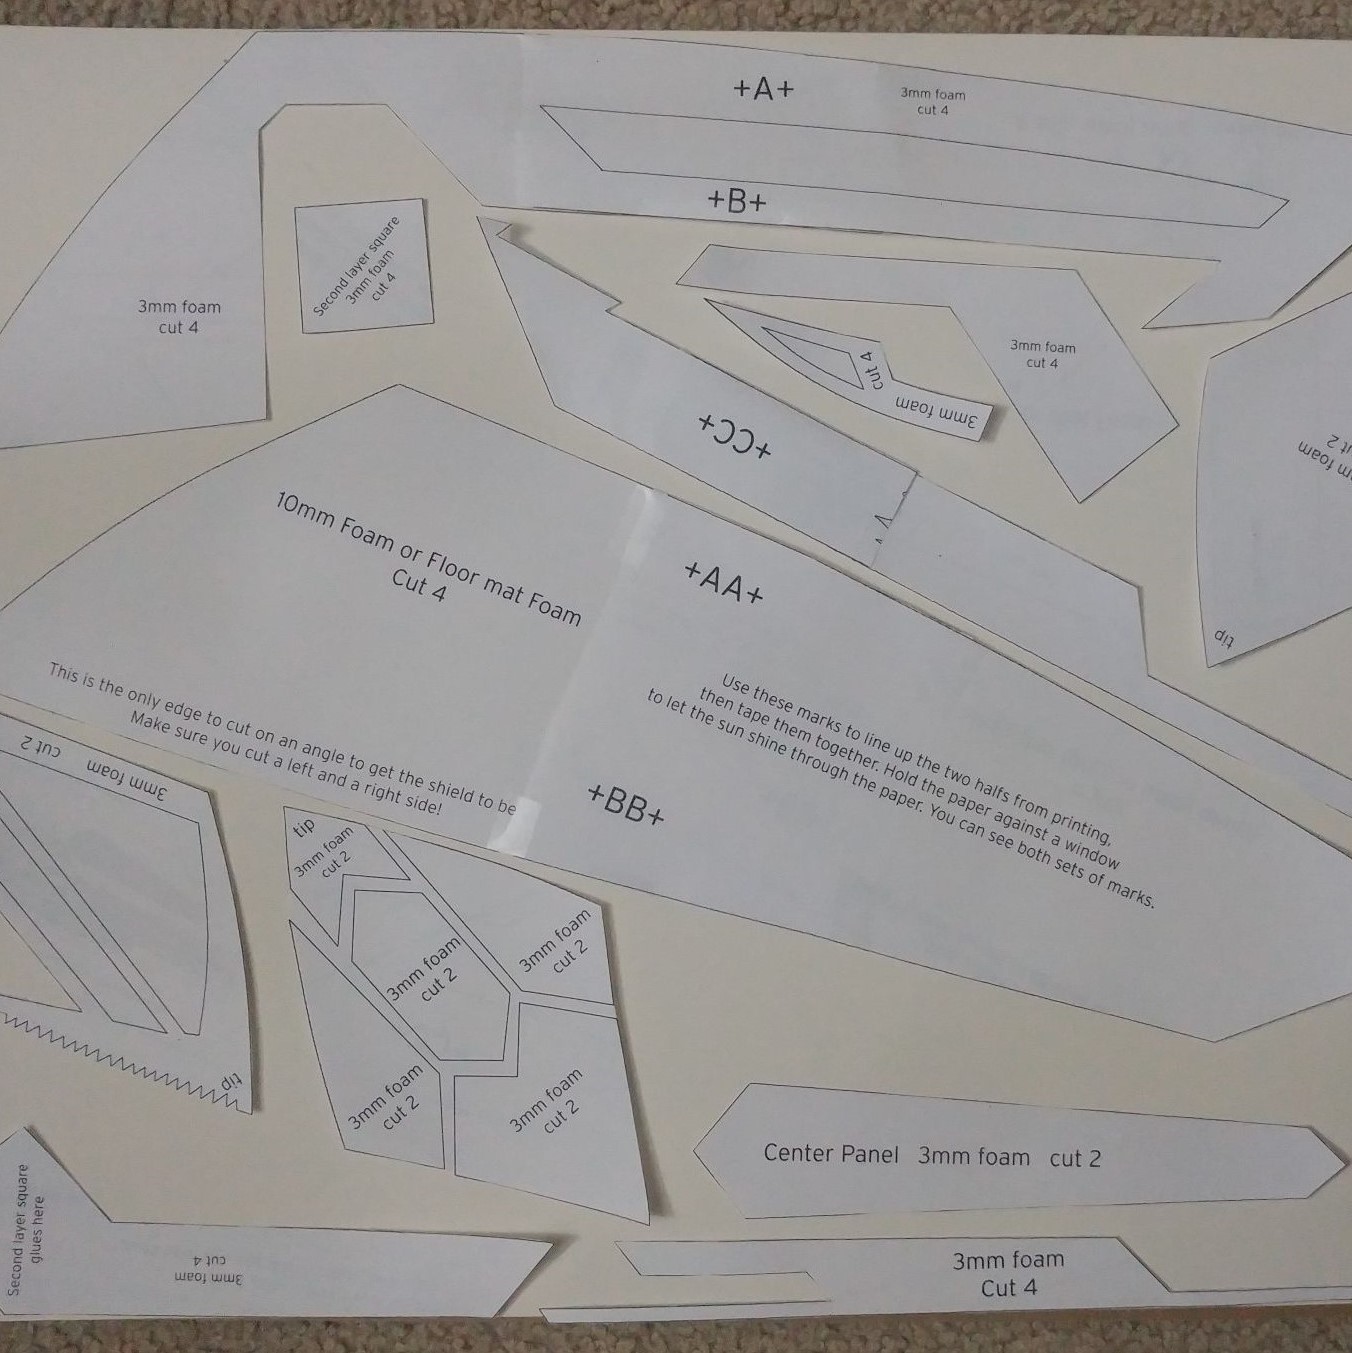 +A+
3mm foam
cut 4
+B+
3mm foam
cut 4
Second layer square
3mm foam
cut 4
3mm foam
cut 4
cut 4
3mm foam
+CC+
cut 2
foam
tip
10mm Foam or Floor mat Foam
Cut 4
+AA+
This is the only edge to cut on an angle to get the shield to be
Make sure you cut a left and a right side!
Use these marks to line up the two halfs from printing,
then tape them together. Hold the paper against a window
to let the sun shine through the paper. You can see both sets of marks.
+BB+
3mm foam cut 2
tip
tip
3mm foam
cut 2
3mm foam
cut 2
3mm foam
cut 2
3mm foam
cut 2
3mm foam
cut 2
Center Panel 3mm foam cut 2
Second layer square
glues here
3mm foam
cut 4
3mm foam
Cut 4